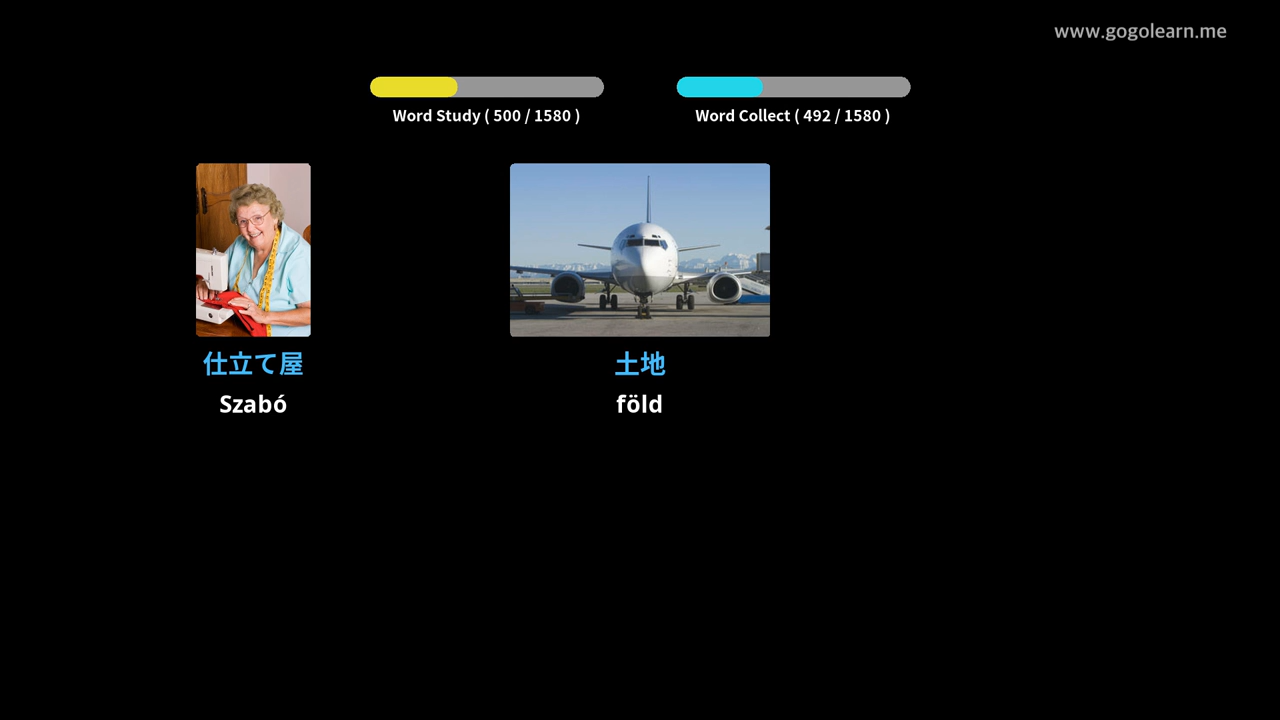 www.gogolearn.me
Word Study ( 500 / 1580 )
Word Collect ( 492 / 1580 )
仕立て屋
土地
Szabó
föld